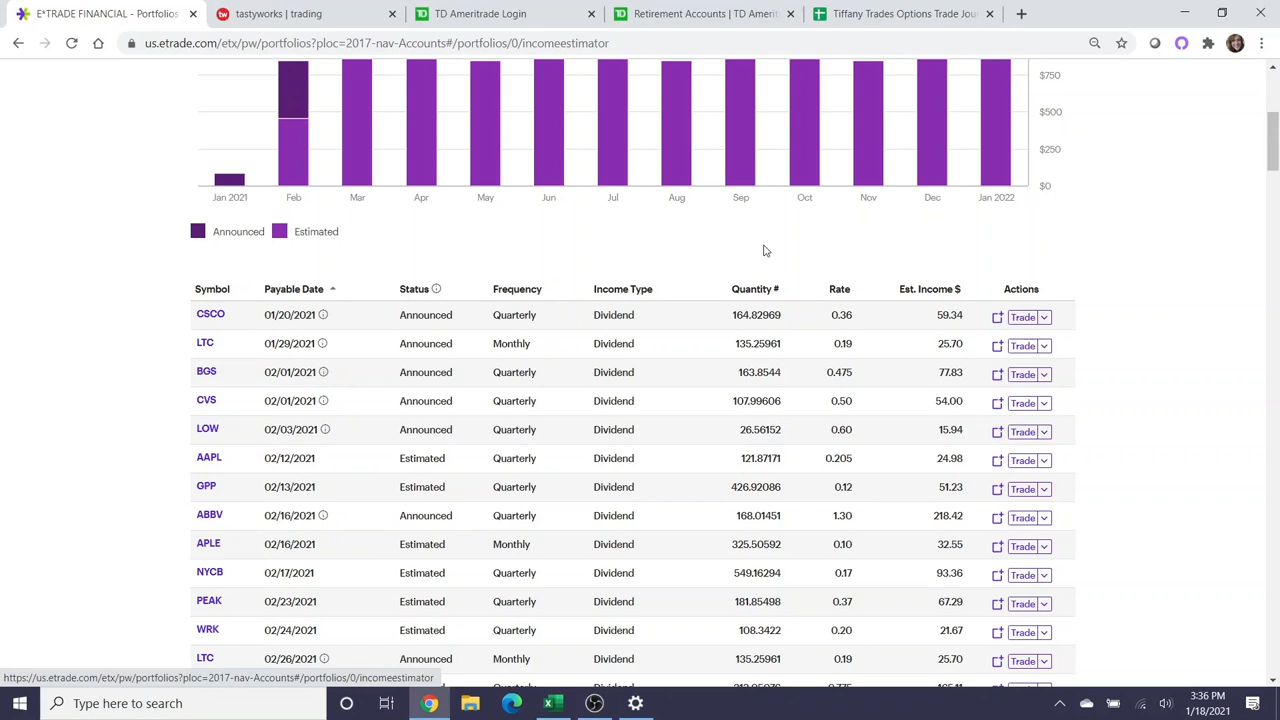 E*TRADE FINANCIAL - Portfolios
tastyworks | trading
TD Ameritrade Login
Retirement Accounts | TD Amerit
Tiffany Trades Options Trade Jou
us.etrade.com/etx/pw/portfolios?ploc=2017-nav-Accounts#/portfolios/0/incomeestimator
$750
$500
$250
$0
Jan 2021 Feb Mar Apr May Jun Jul Aug Sep Oct Nov Dec Jan 2022
Announced Estimated
Symbol Payable Date Status Frequency Income Type Quantity # Rate Est. Income $ Actions
CSCO 01/20/2021 Announced Quarterly Dividend 164.82969 0.36 59.34 Trade
LTC 01/29/2021 Announced Monthly Dividend 135.25961 0.19 25.70 Trade
BGS 02/01/2021 Announced Quarterly Dividend 163.8544 0.475 77.83 Trade
CVS 02/01/2021 Announced Quarterly Dividend 107.99606 0.50 54.00 Trade
LOW 02/03/2021 Announced Quarterly Dividend 26.56152 0.60 15.94 Trade
AAPL 02/12/2021 Estimated Quarterly Dividend 121.87171 0.205 24.98 Trade
GPP 02/13/2021 Estimated Quarterly Dividend 426.92086 0.12 51.23 Trade
ABBV 02/16/2021 Announced Quarterly Dividend 168.01451 1.30 218.42 Trade
APLE 02/16/2021 Estimated Monthly Dividend 325.50592 0.10 32.55 Trade
NYCB 02/17/2021 Estimated Quarterly Dividend 549.16294 0.17 93.36 Trade
PEAK 02/23/2021 Estimated Quarterly Dividend 181.85498 0.37 67.29 Trade
WRK 02/24/2021 Estimated Quarterly Dividend 108.3422 0.20 21.67 Trade
LTC 02/26/2021 Announced Monthly Dividend 135.25961 0.19 25.70 Trade
https://us.etrade.com/etx/pw/portfolios?ploc=2017-nav-Accounts#/portfolios/0/incomeestimator
Type here to search
3:36 PM
1/18/2021